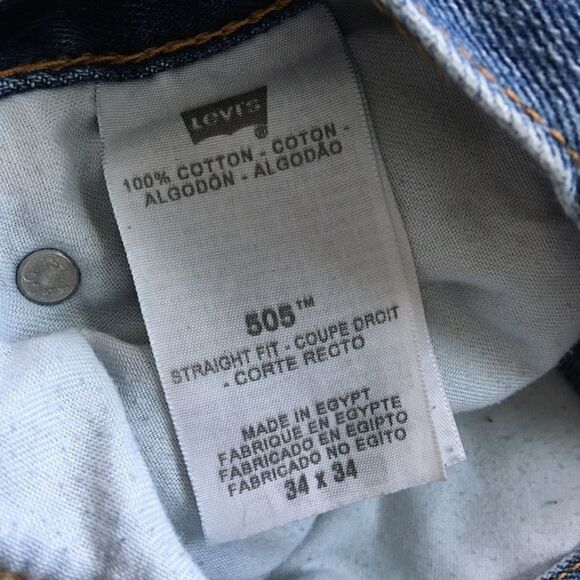 Levi's
®
100% COTTON - COTON -
ALGODÓN - ALGODÃO
505™
STRAIGHT FIT - COUPE DROIT
- CORTE RECTO
MADE IN EGYPT
FABRIQUE EN EGYPTE
FABRICADO EN EGIPTO
FABRICADO NO EGITO
34 X 34